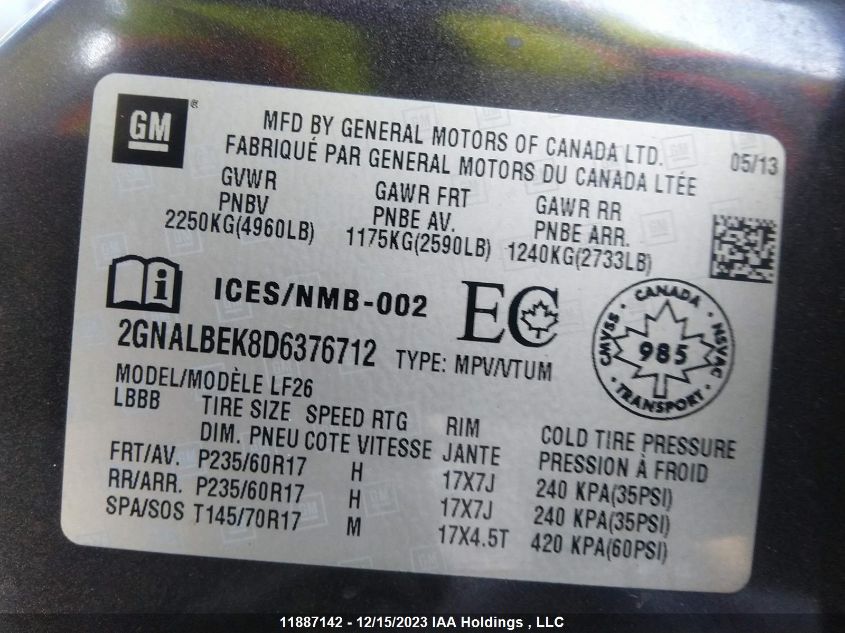 GM ®
MFD BY GENERAL MOTORS OF CANADA LTD.
FABRIQUÉ PAR GENERAL MOTORS DU CANADA LTÉE
05/13
GVWR GAWR FRT GAWR RR
PNBV PNBE AV. PNBE ARR.
2250KG(4960LB) 1175KG(2590LB) 1240KG(2733LB)
i ICES/NMB-002 EC
CANADA
CMVSS 985 NSVAC
TRANSPORT
2GNALBEK8D6376712 TYPE: MPV/VTUM
MODEL/MODÈLE LF26
LBBB TIRE SIZE SPEED RTG RIM COLD TIRE PRESSURE
DIM. PNEU COTE VITESSE JANTE PRESSION À FROID
FRT/AV. P235/60R17 H 17X7J 240 KPA(35PSI)
RR/ARR. P235/60R17 H 17X7J 240 KPA(35PSI)
SPA/SOS T145/70R17 M 17X4.5T 420 KPA(60PSI)
11887142 - 12/15/2023 IAA Holdings , LLC